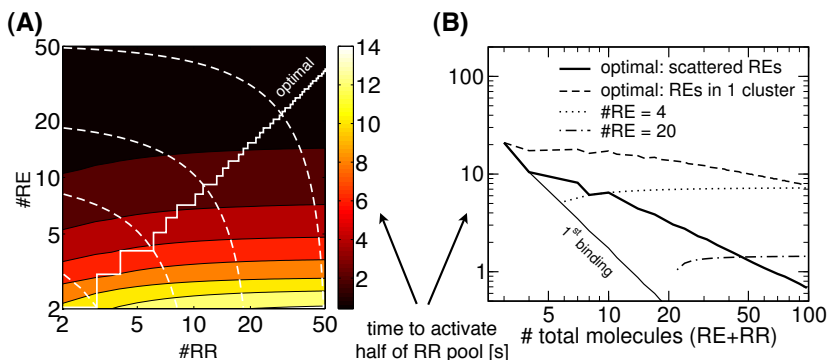 (A)
50
20
10
5
2
#RE
optimal
2
5
10
20
50
#RR
14
12
10
8
6
4
2
time to activate
half of RR pool [s]
(B)
100
10
1
optimal: scattered REs
optimal: REs in 1 cluster
#RE = 4
#RE = 20
1st binding
5
10
20
50
100
# total molecules (RE+RR)